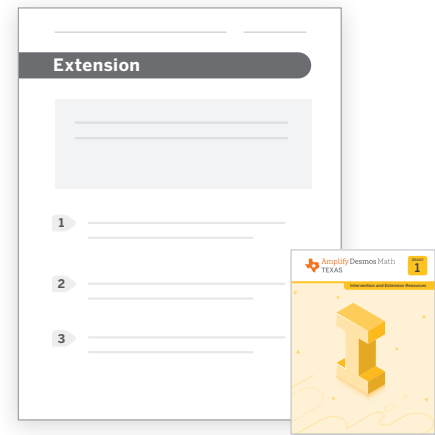 Extension
1
2
3
Amplify Desmos Math
TEXAS
GRADE
1
Intervention and Extension Resources